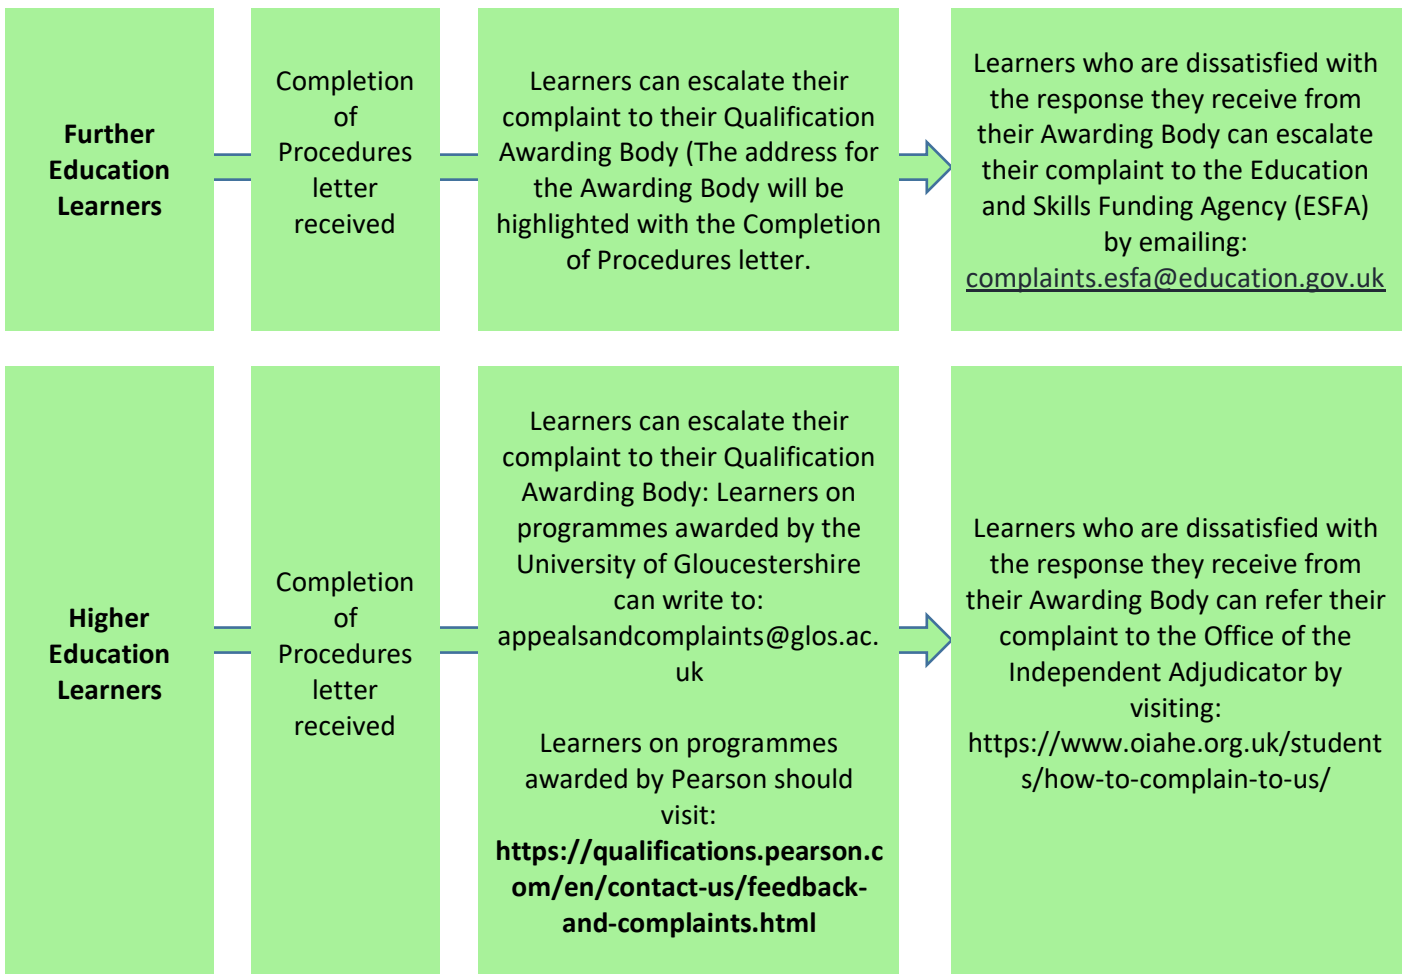 Further
Education
Learners
Completion
of
Procedures
letter
received
Learners can escalate their
complaint to their Qualification
Awarding Body (The address for
the Awarding Body will be
highlighted with the Completion
of Procedures letter.
Learners who are dissatisfied with
the response they receive from
their Awarding Body can escalate
their complaint to the Education
and Skills Funding Agency (ESFA)
by emailing:
complaints.esfa@education.gov.uk
Higher
Education
Learners
Completion
of
Procedures
letter
received
Learners can escalate their
complaint to their Qualification
Awarding Body: Learners on
programmes awarded by the
University of Gloucestershire
can write to:
appealsandcomplaints@glos.ac.
uk
Learners on programmes
awarded by Pearson should
visit:
https://qualifications.pearson.c
om/en/contact-us/feedback-
and-complaints.html
Learners who are dissatisfied with
the response they receive from
their Awarding Body can refer their
complaint to the Office of the
Independent Adjudicator by
visiting:
https://www.oiahe.org.uk/student
s/how-to-complain-to-us/